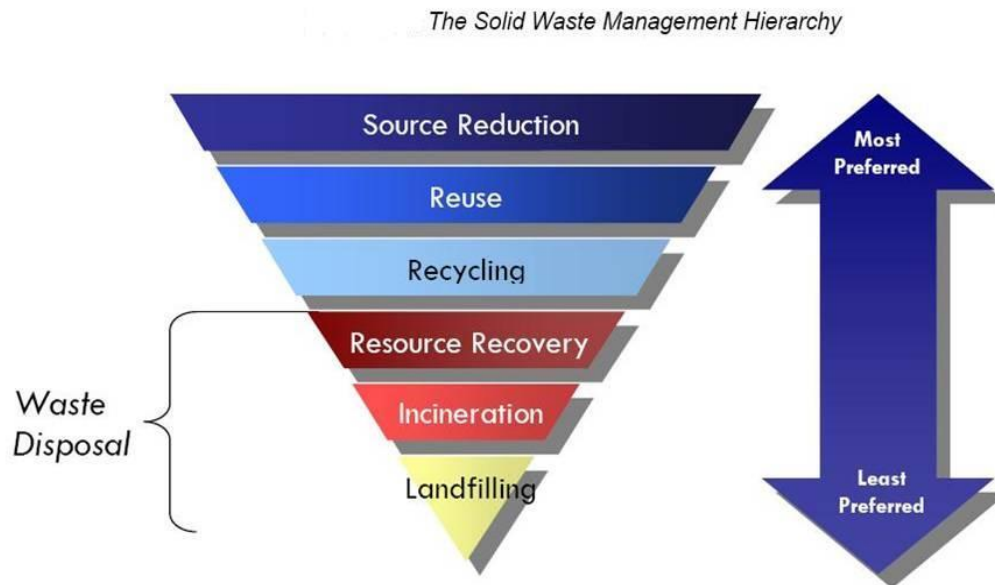 The Solid Waste Management Hierarchy
Source Reduction
Reuse
Recycling
Resource Recovery
Incineration
Landfilling
Waste
Disposal
Most
Preferred
Least
Preferred